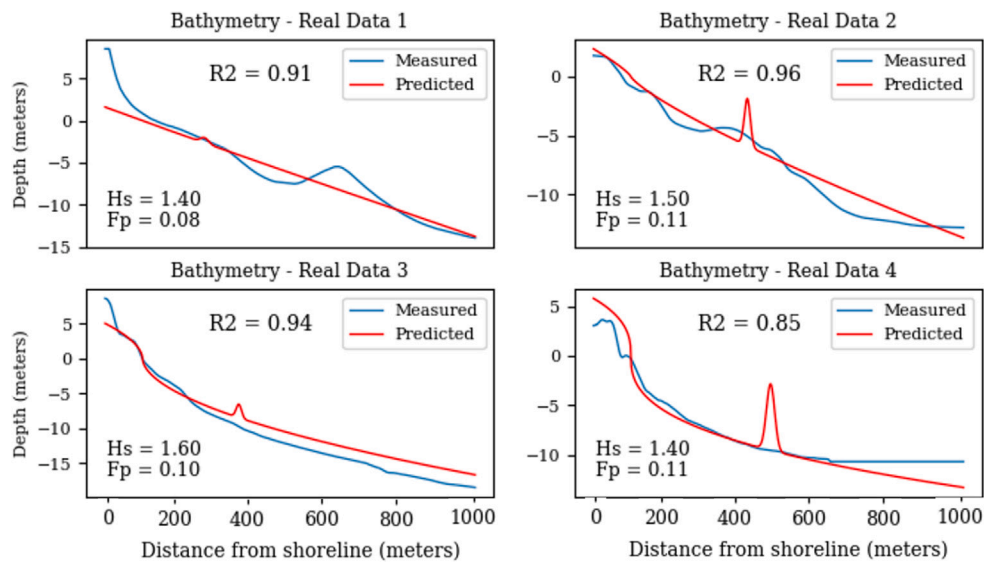 Bathymetry - Real Data 1
R2 = 0.91
Measured
Predicted
5
0
−5
−10
−15
Depth (meters)
Hs = 1.40
Fp = 0.08
Bathymetry - Real Data 2
R2 = 0.96
Measured
Predicted
0
−5
−10
Hs = 1.50
Fp = 0.11
Bathymetry - Real Data 3
R2 = 0.94
Measured
Predicted
5
0
−5
−10
−15
Depth (meters)
Hs = 1.60
Fp = 0.10
0 200 400 600 800 1000
Distance from shoreline (meters)
Bathymetry - Real Data 4
R2 = 0.85
Measured
Predicted
5
0
−5
−10
Hs = 1.40
Fp = 0.11
0 200 400 600 800 1000
Distance from shoreline (meters)